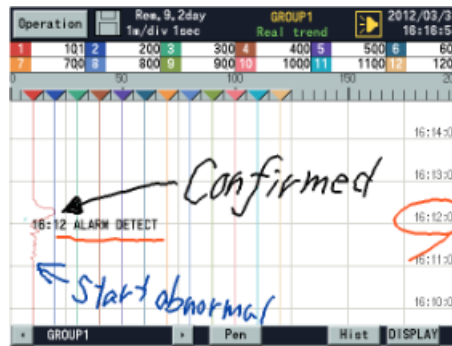 Operation Rem.9.2day GROUP1 2012/03/3
1m/div 1sec Real trend 16:16:5
1 101 2 200 3 300 4 400 5 500 6 60
7 700 8 800 9 900 10 1000 11 1100 12 120
0 50 100 150
16:14:0
16:13:0
Confirmed
16:12:0
16:12 ALARM DETECT
16:11:0
Start abnormal
16:10:0
GROUP1 Pen Hist DISPLAY